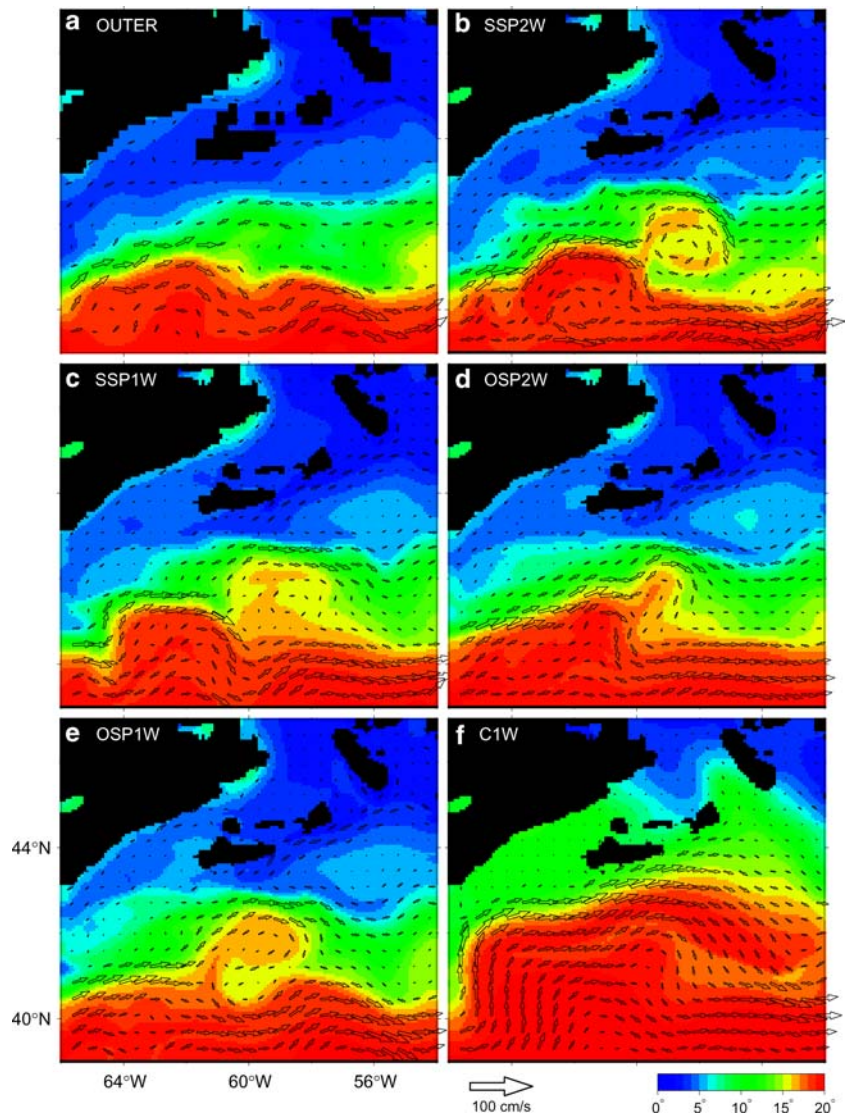 a OUTER
b SSP2W
c SSP1W
d OSP2W
e OSP1W
f C1W
44°N
40°N
64°W 60°W 56°W
100 cm/s
0° 5° 10° 15° 20°